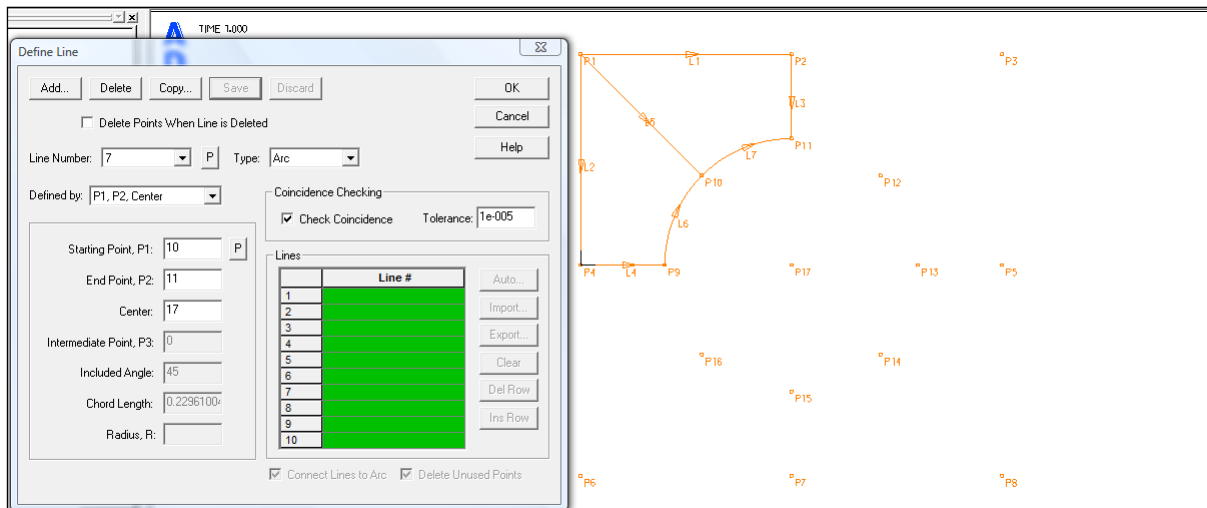 TIME 1.000
A
Define Line
Add... Delete Copy... Save Discard OK
Cancel
Help
Delete Points When Line is Deleted
Line Number: 7 P Type: Arc
Defined by: P1, P2, Center
Coincidence Checking
Check Coincidence Tolerance: 1e-005
Starting Point, P1: 10 P
End Point, P2: 11
Center: 17
Intermediate Point, P3: 0
Included Angle: 45
Chord Length: 0.2296100
Radius, R:
Lines
Line #
1
2
3
4
5
6
7
8
9
10
Auto...
Import...
Export...
Clear
Del Row
Ins Row
Connect Lines to Arc Delete Unused Points
P1 L1 P2 P3
L3
L5 P11
L7
L2 P10 P12
L6
P4 L4 P9 P17 P13 P5
P16 P14
P15
P6 P7 P8